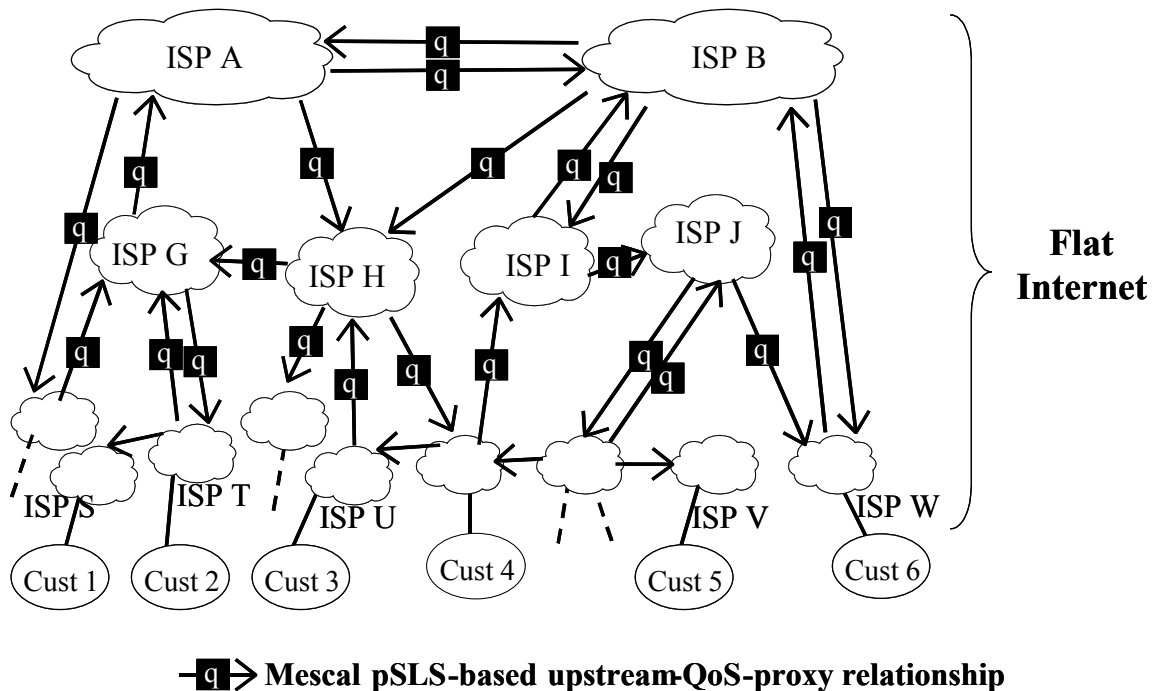 ISP A
q
q
ISP B
q
q
q
q
q
q
ISP G
q
ISP H
ISP I
q
ISP J
q
q
Flat
Internet
q
q
q
q
q
q
q
q
q
q
ISP S
ISP T
ISP U
ISP V
ISP W
Cust 1
Cust 2
Cust 3
Cust 4
Cust 5
Cust 6
q
Mescal pSLS-based upstream-QoS-proxy relationship